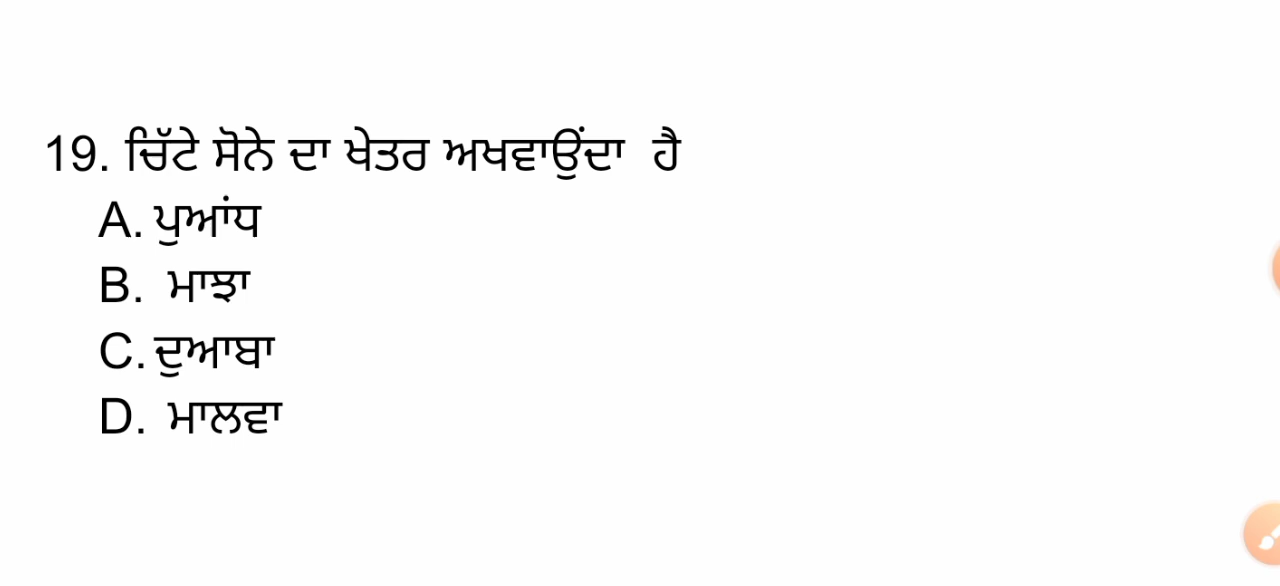 19. ਚਿੱਟੇ ਸੋਨੇ ਦਾ ਖੇਤਰ ਅਖਵਾਉਂਦਾ ਹੈ
A. ਪੁਆਂਧ
B. ਮਾਝਾ
C. ਦੁਆਬਾ
D. ਮਾਲਵਾ